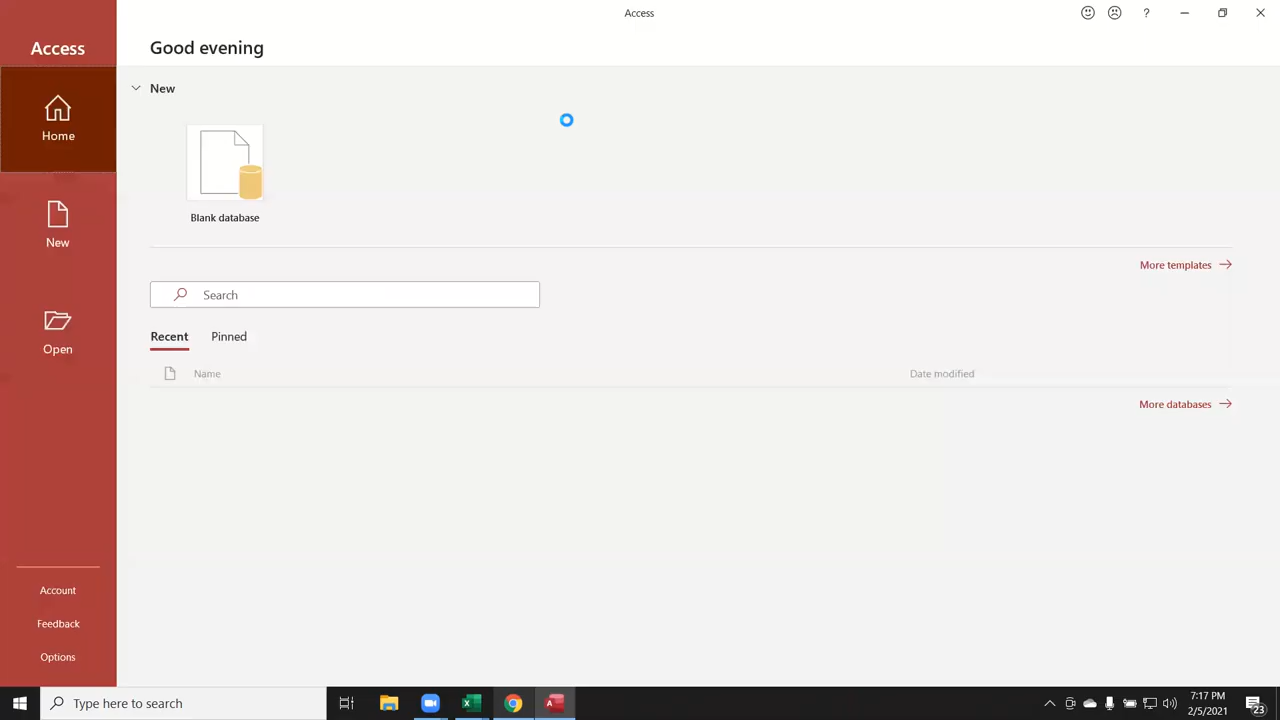 Access
Access
Good evening
New
Home
Blank database
New
More templates
Search
Open
Recent Pinned
Name Date modified
More databases
Account
Feedback
Options
Type here to search
7:17 PM
2/5/2021
23